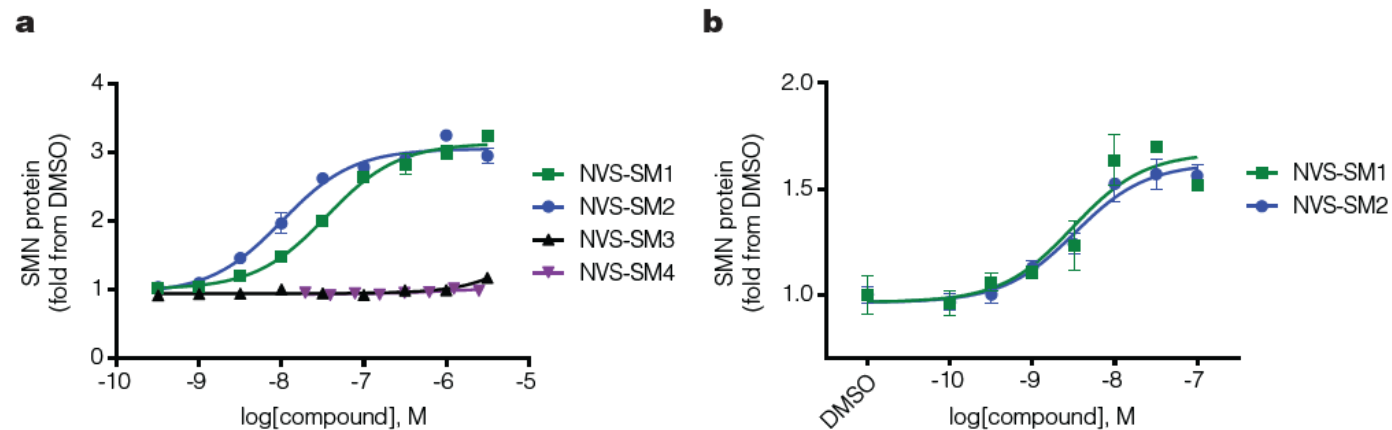 a
SMN protein
(fold from DMSO)
4
3
2
1
0
-10 -9 -8 -7 -6 -5
log[compound], M
NVS-SM1
NVS-SM2
NVS-SM3
NVS-SM4
b
SMN protein
(fold from DMSO)
2.0
1.5
1.0
DMSO -10 -9 -8 -7
log[compound], M
NVS-SM1
NVS-SM2